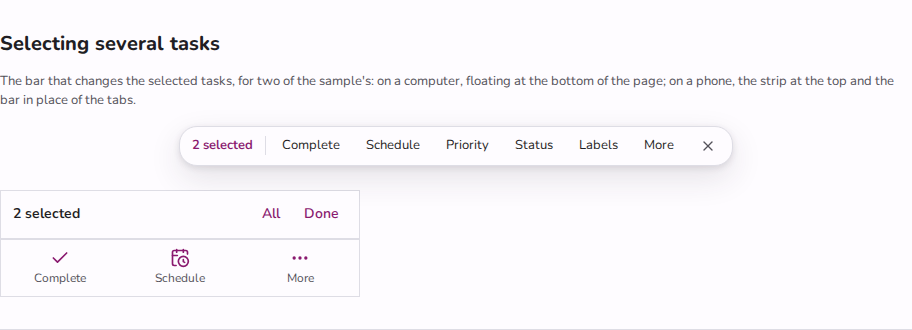 Selecting several tasks
The bar that changes the selected tasks, for two of the sample's: on a computer, floating at the bottom of the page; on a phone, the strip at the top and the
bar in place of the tabs.
2 selected Complete Schedule Priority Status Labels More
2 selected All Done
Complete Schedule More